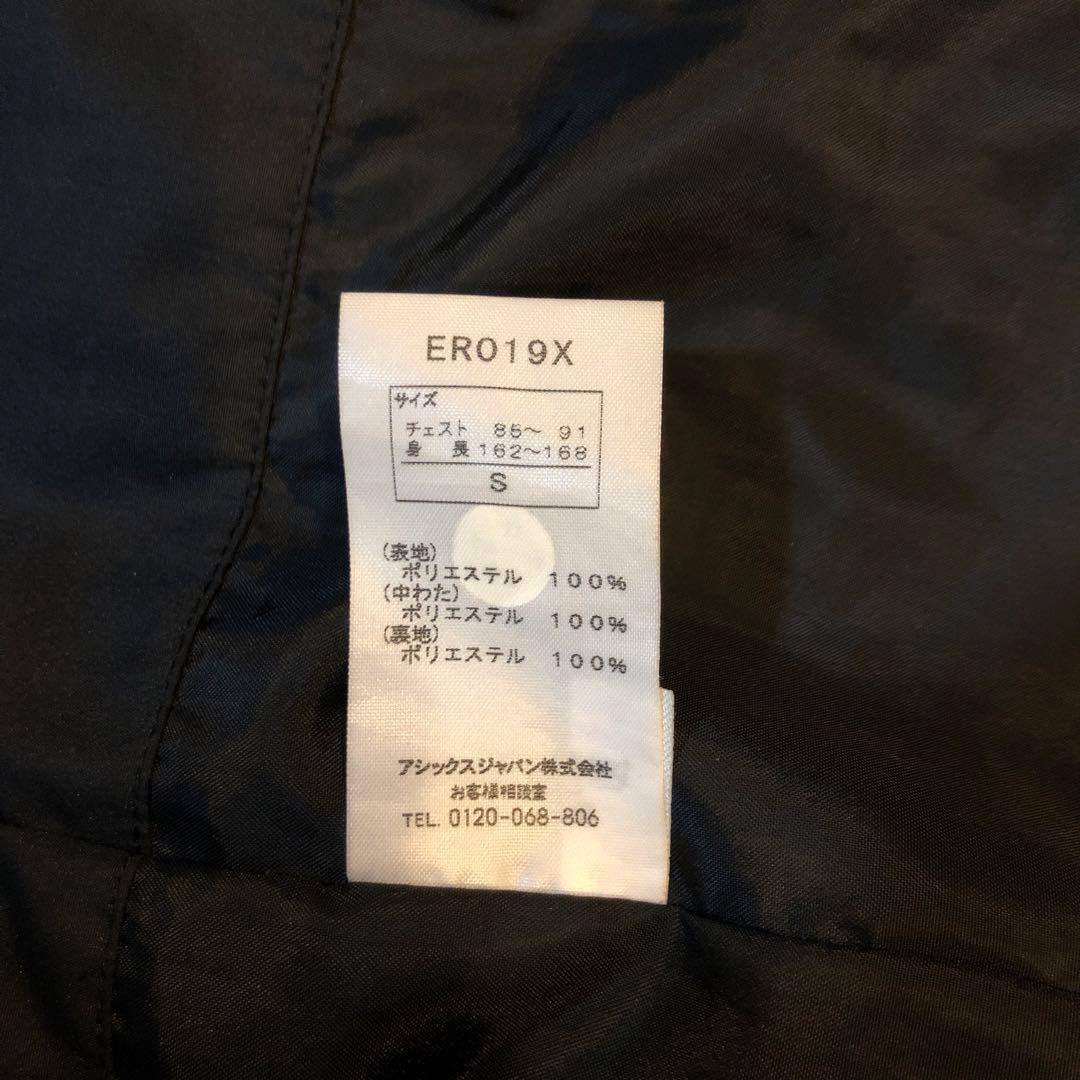 ER019X
サイズ
チェスト 85～ 91
身 長 162～168
S
(表地)
ポリエステル 100%
(中わた)
ポリエステル 100%
(裏地)
ポリエステル 100%
アシックスジャパン株式会社
お客様相談室
TEL. 0120-068-806